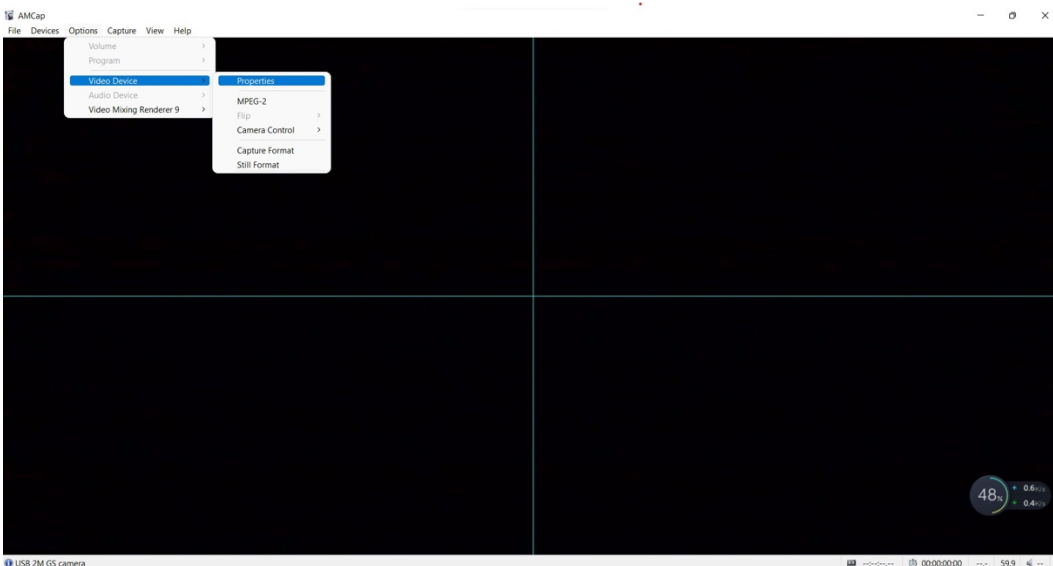 AMCap
File Devices Options Capture View Help
Volume
Program
Video Device
Audio Device
Video Mixing Renderer 9
Properties
MPEG-2
Flip
Camera Control
Capture Format
Still Format
48%
0.6K/s
0.4K/s
USB 2M GS camera
--:--:--.-- 00:00:00:00 --.- 59.9 --